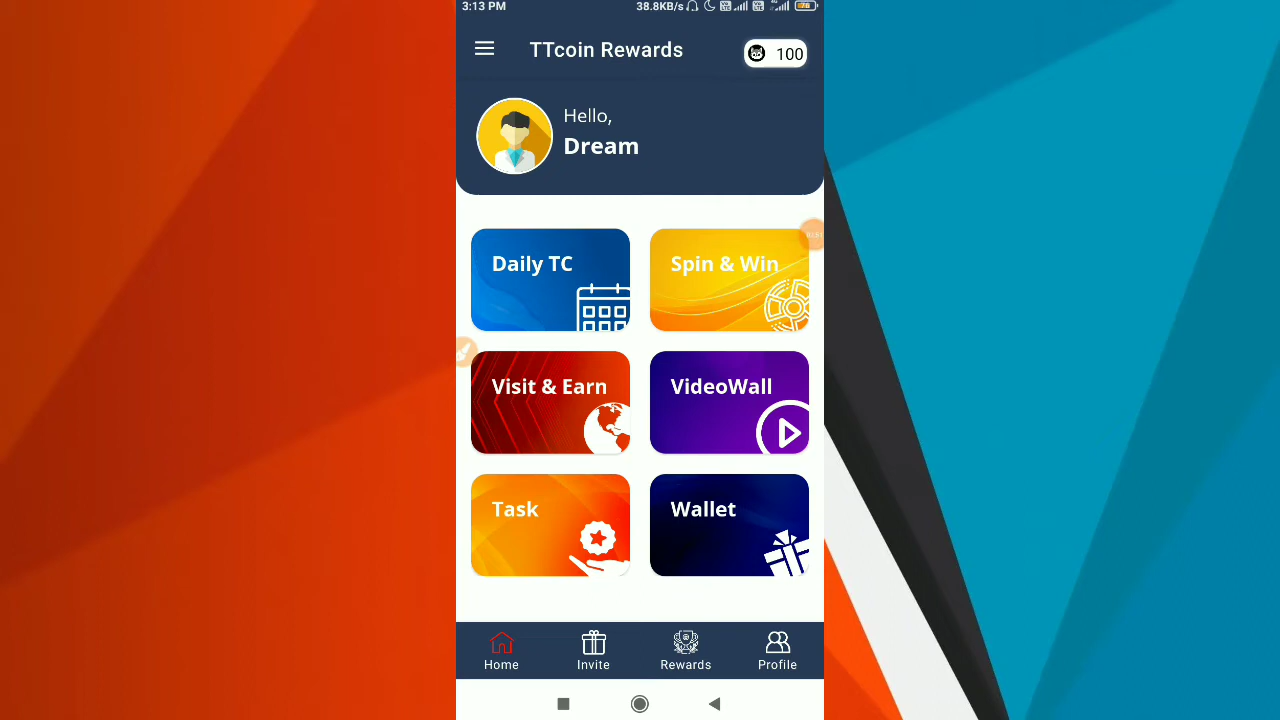 3:13 PM 38.8KB/s 76
TTcoin Rewards 100
Hello,
Dream
Daily TC Spin & Win
Visit & Earn VideoWall
Task Wallet
Home Invite Rewards Profile